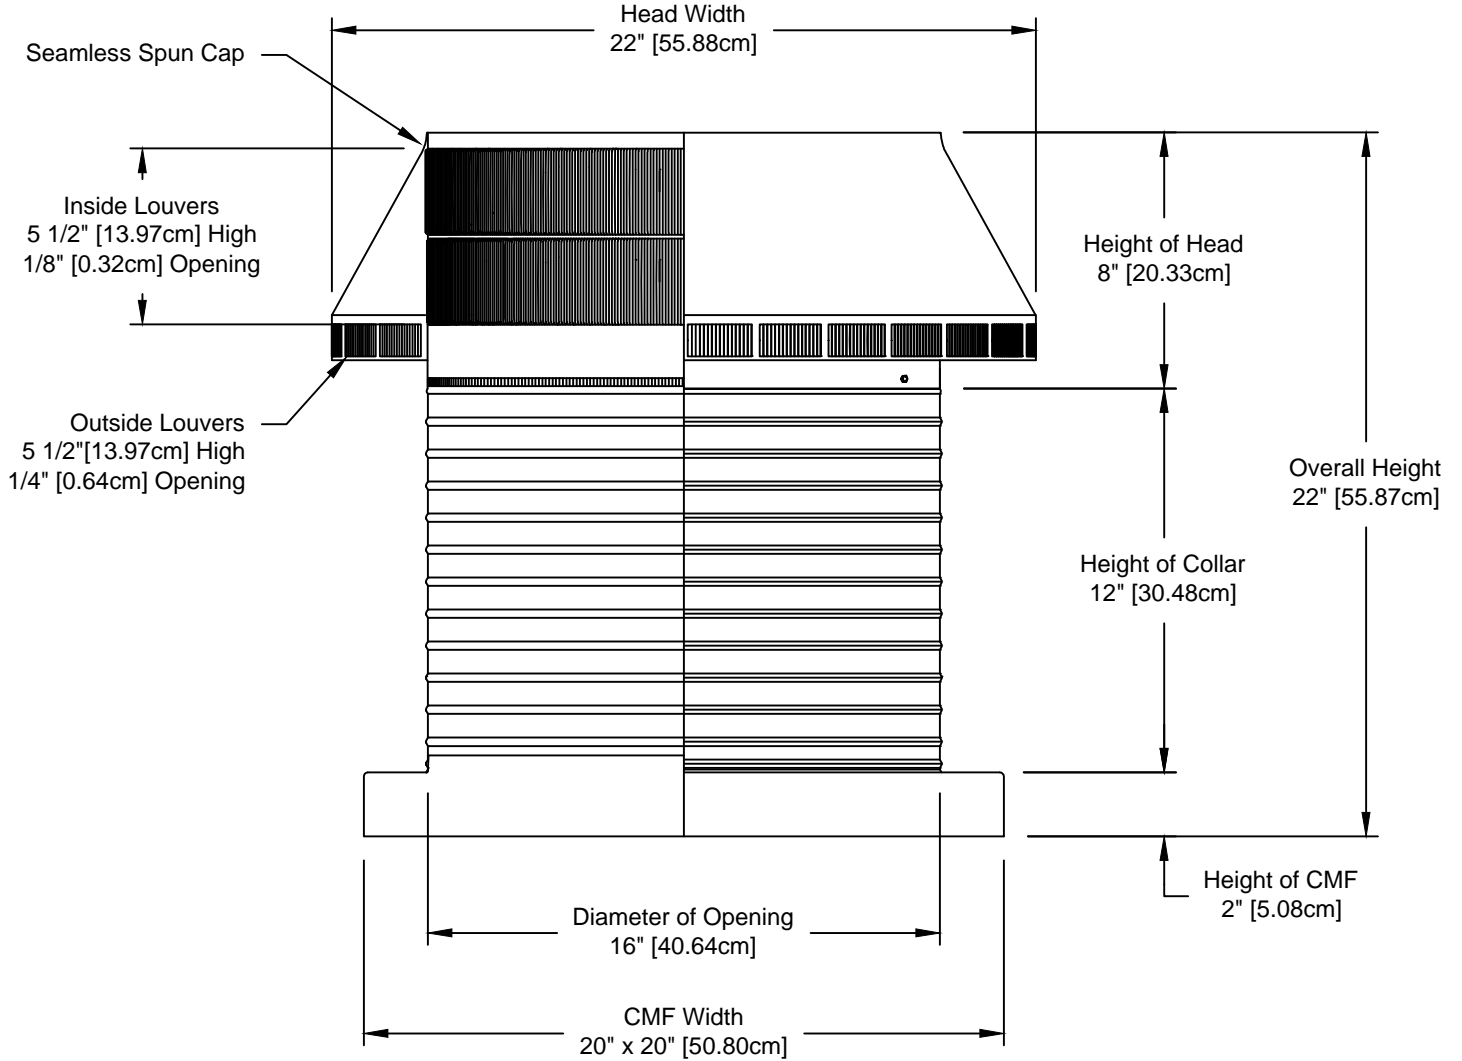 Head Width
22" [55.88cm]
Seamless Spun Cap
Inside Louvers
5 1/2" [13.97cm] High
1/8" [0.32cm] Opening
Height of Head
8" [20.33cm]
Outside Louvers
5 1/2"[13.97cm] High
1/4" [0.64cm] Opening
Overall Height
22" [55.87cm]
Height of Collar
12" [30.48cm]
Height of CMF
2" [5.08cm]
Diameter of Opening
16" [40.64cm]
CMF Width
20" x 20" [50.80cm]